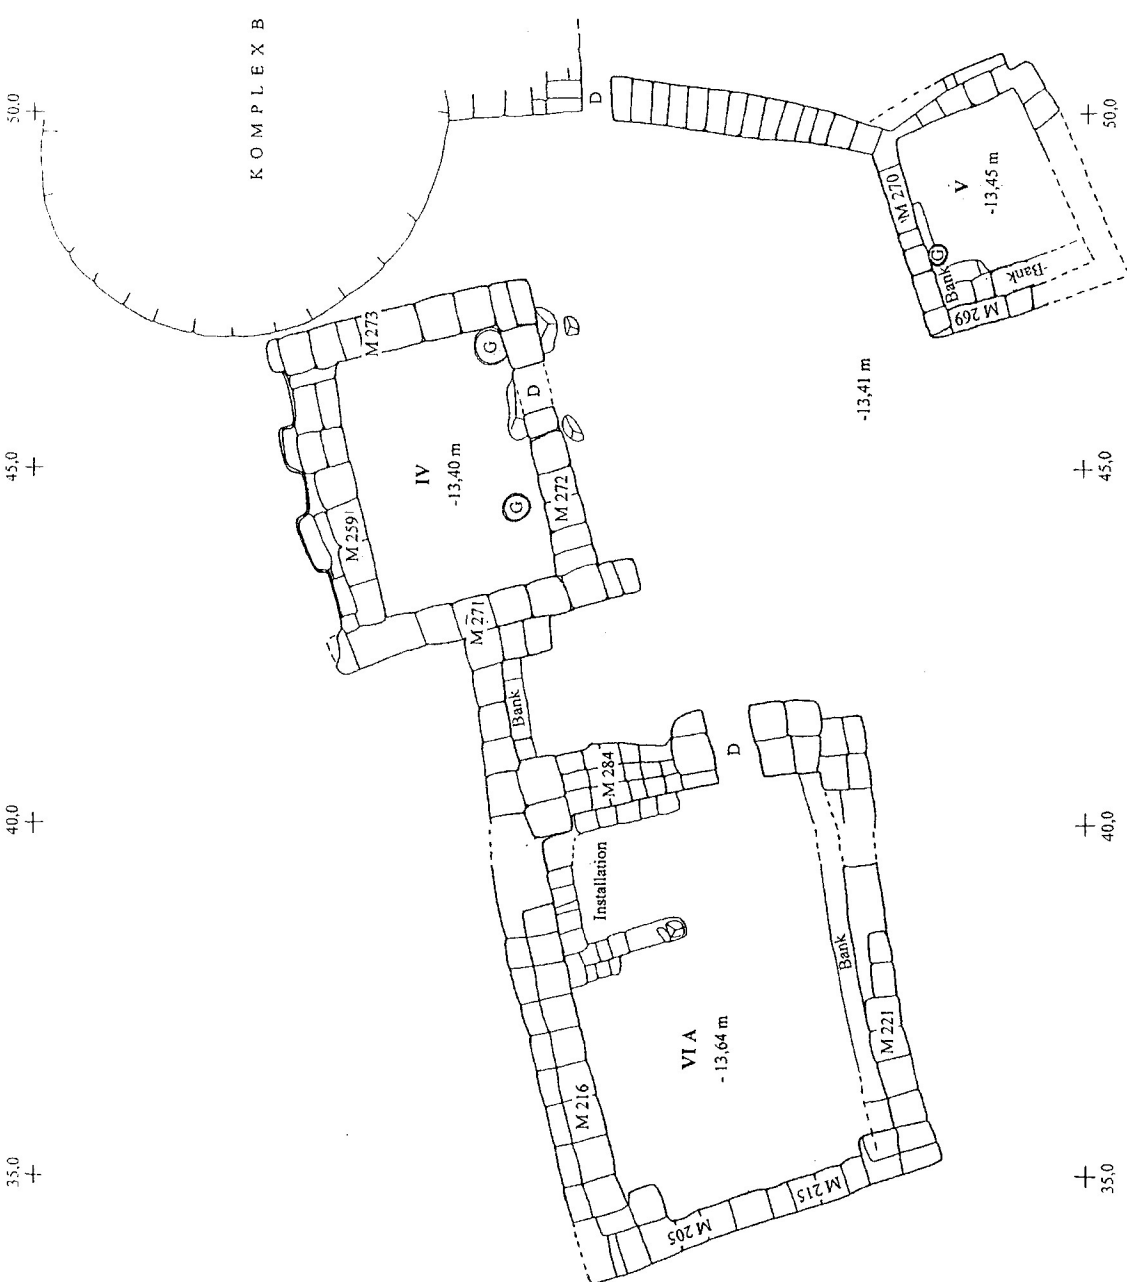 KOMPLEX B
50,0
50,0
D
M 270
V
-13,45 m
G
Bank
Bank
M 269
M 273
G
D
-13,41 m
45,0
45,0
IV
-13,40 m
G
M 272
M 259
M 271
Bank
M 284
D
40,0
40,0
Installation
Bank
VI A
- 13,64 m
M 221
M 216
35,0
35,0
M 215
M 205